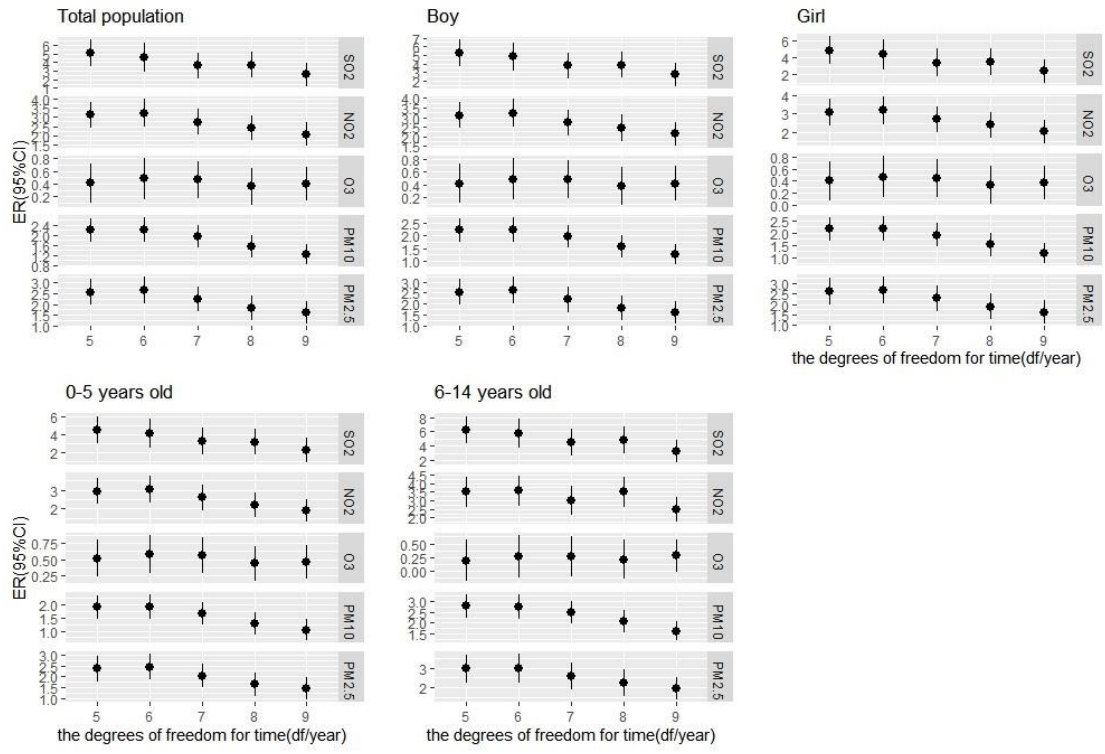 Total population
6
5
4
3
2
1
SO2
4.0
3.5
3.0
2.5
2.0
1.5
NO2
0.8
0.6
0.4
0.2
O3
2.4
2.0
1.6
1.2
0.8
PM10
3.0
2.5
2.0
1.5
1.0
PM2.5
ER(95%CI)
5 6 7 8 9
Boy
7
6
5
4
3
2
SO2
4.0
3.5
3.0
2.5
2.0
1.5
NO2
0.8
0.6
0.4
0.2
O3
2.5
2.0
1.5
1.0
PM10
3.0
2.5
2.0
1.5
1.0
PM2.5
5 6 7 8 9
Girl
6
4
2
SO2
4
3
2
NO2
0.8
0.6
0.4
0.2
0.0
O3
2.5
2.0
1.5
1.0
PM10
3.0
2.5
2.0
1.5
1.0
PM2.5
5 6 7 8 9
the degrees of freedom for time(df/year)
0-5 years old
6
4
2
SO2
3
2
NO2
0.75
0.50
0.25
O3
2.0
1.5
1.0
PM10
3.0
2.5
2.0
1.5
1.0
PM2.5
ER(95%CI)
5 6 7 8 9
the degrees of freedom for time(df/year)
6-14 years old
8
6
4
2
SO2
4.5
4.0
3.5
3.0
2.5
2.0
NO2
0.50
0.25
0.00
O3
3.0
2.5
2.0
1.5
PM10
3
2
PM2.5
5 6 7 8 9
the degrees of freedom for time(df/year)